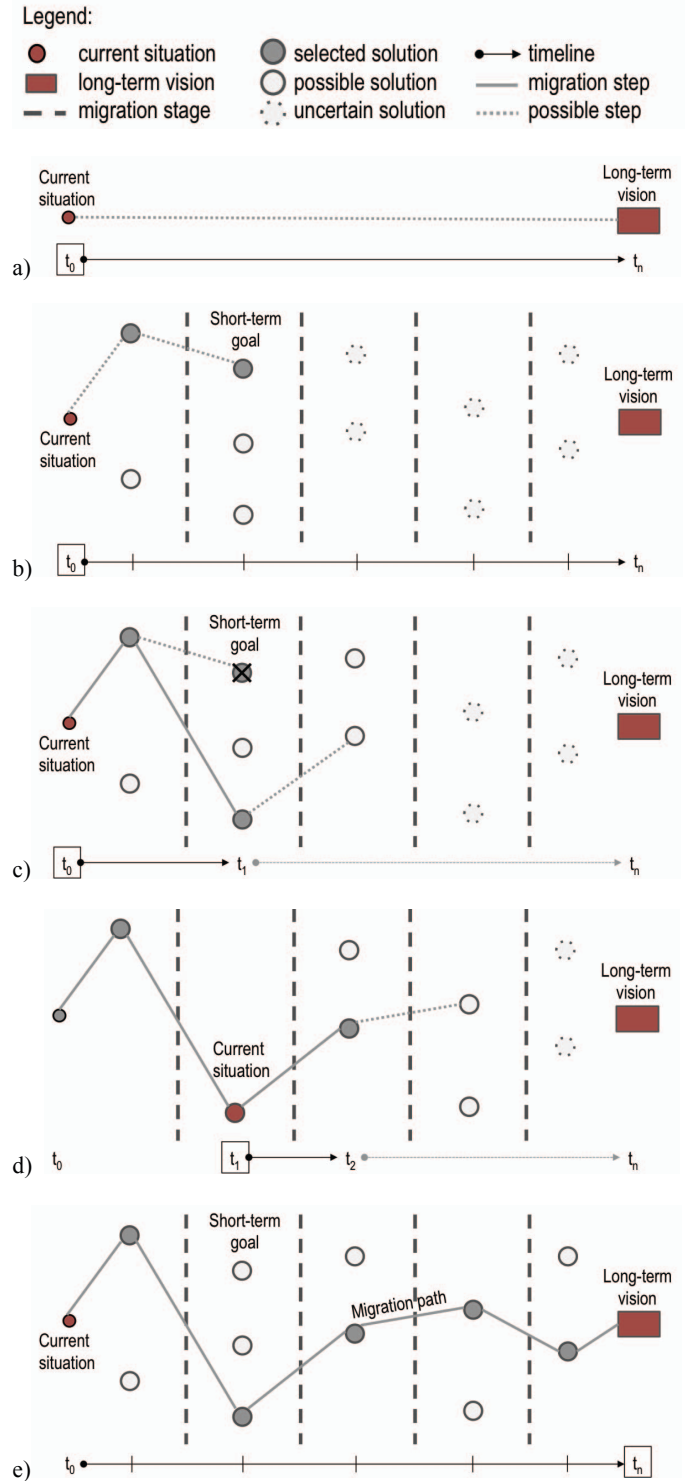 Legend:
current situation selected solution timeline
long-term vision possible solution migration step
migration stage uncertain solution possible step
Current
situation
Long-term
vision
a) t0 tn
Short-term
goal
Long-term
vision
Current
situation
b) t0 tn
Short-term
goal
Long-term
vision
Current
situation
c) t0 t1 tn
Long-term
vision
Current
situation
d) t0 t1 t2 tn
Short-term
goal
Migration path
Long-term
vision
Current
situation
e) t0 tn